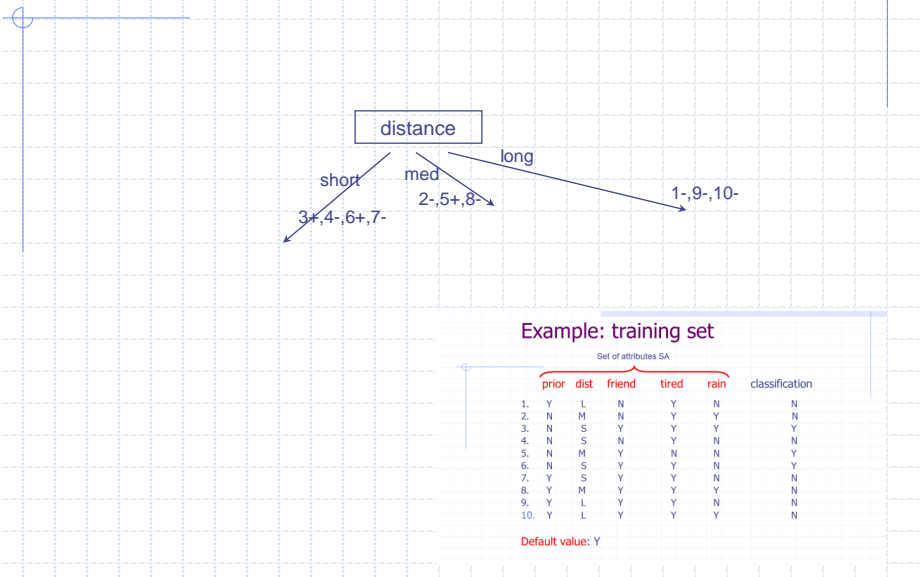 distance
long
med
short
1-,9-,10-
2-,5+,8-
3+,4-,6+,7-
Example: training set
Set of attributes SA
prior dist friend tired rain classification
1. Y L N Y N N
2. N M N Y Y N
3. N S Y Y Y Y
4. N S N Y N N
5. N M Y N N Y
6. N S Y Y N Y
7. Y S Y Y N N
8. Y M Y Y Y N
9. Y L Y Y N N
10. Y L Y Y Y N
Default value: Y